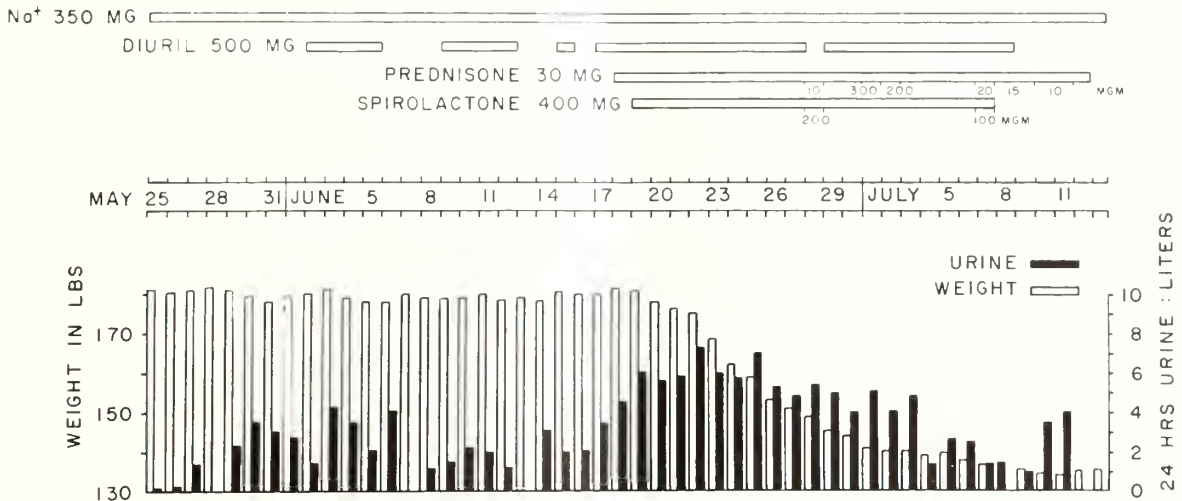 Na+ 350 MG
DIURIL 500 MG
PREDNISONE 30 MG
10 300 200 20 15 10 MGM
SPIROLACTONE 400 MG
200 100 MGM
MAY 25 28 31 JUNE 5 8 11 14 17 20 23 26 29 JULY 5 8 11
URINE
WEIGHT
WEIGHT IN LBS
170
150
130
10
8
6
4
2
0
24 HRS URINE : LITERS